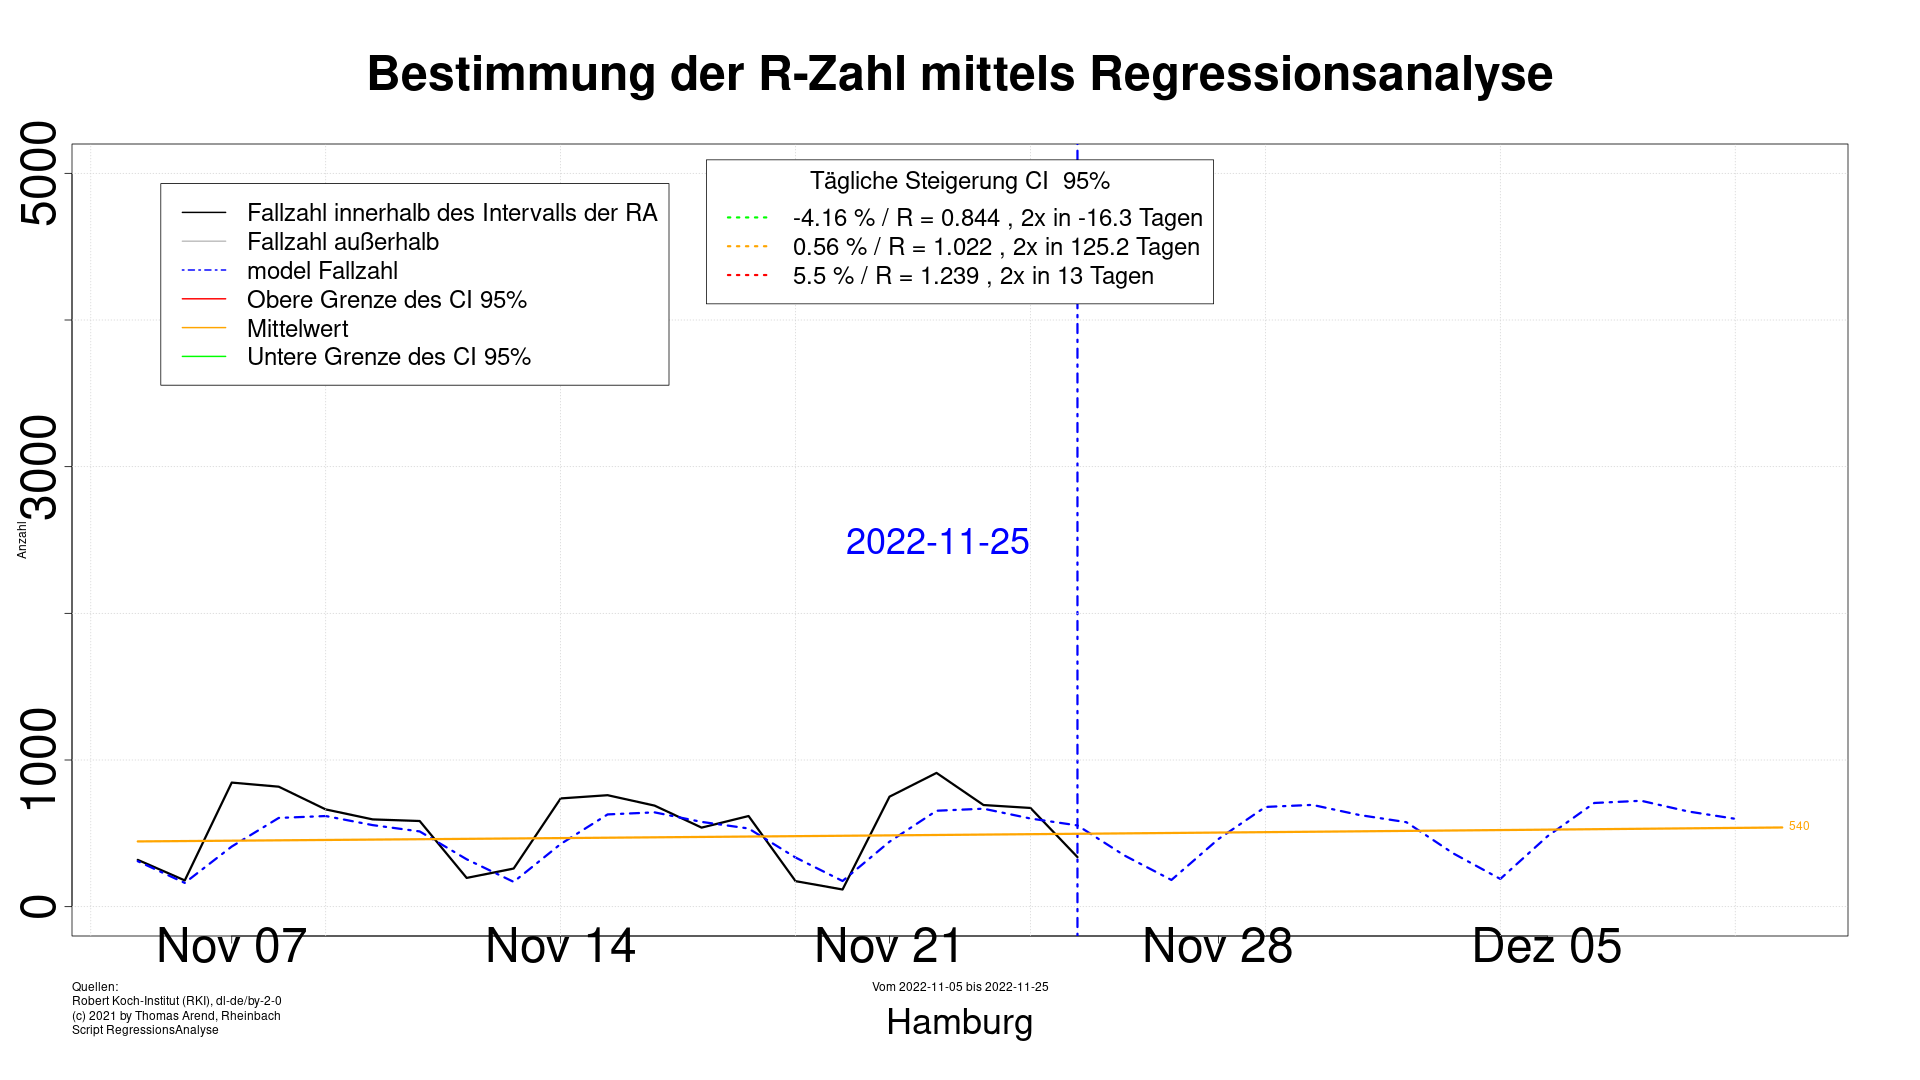 Bestimmung der R-Zahl mittels Regressionsanalyse
5000
3000
1000
0
Anzahl
Fallzahl innerhalb des Intervalls der RA
Fallzahl außerhalb
model Fallzahl
Obere Grenze des CI 95%
Mittelwert
Untere Grenze des CI 95%
Tägliche Steigerung CI  95%
-4.16 % / R = 0.844 , 2x in -16.3 Tagen
0.56 % / R = 1.022 , 2x in 125.2 Tagen
5.5 % / R = 1.239 , 2x in 13 Tagen
2022-11-25
540
Nov 07 Nov 14 Nov 21 Nov 28 Dez 05
Quellen:
Robert Koch-Institut (RKI), dl-de/by-2-0
(c) 2021 by Thomas Arend, Rheinbach
Script RegressionsAnalyse
Vom 2022-11-05 bis 2022-11-25
Hamburg